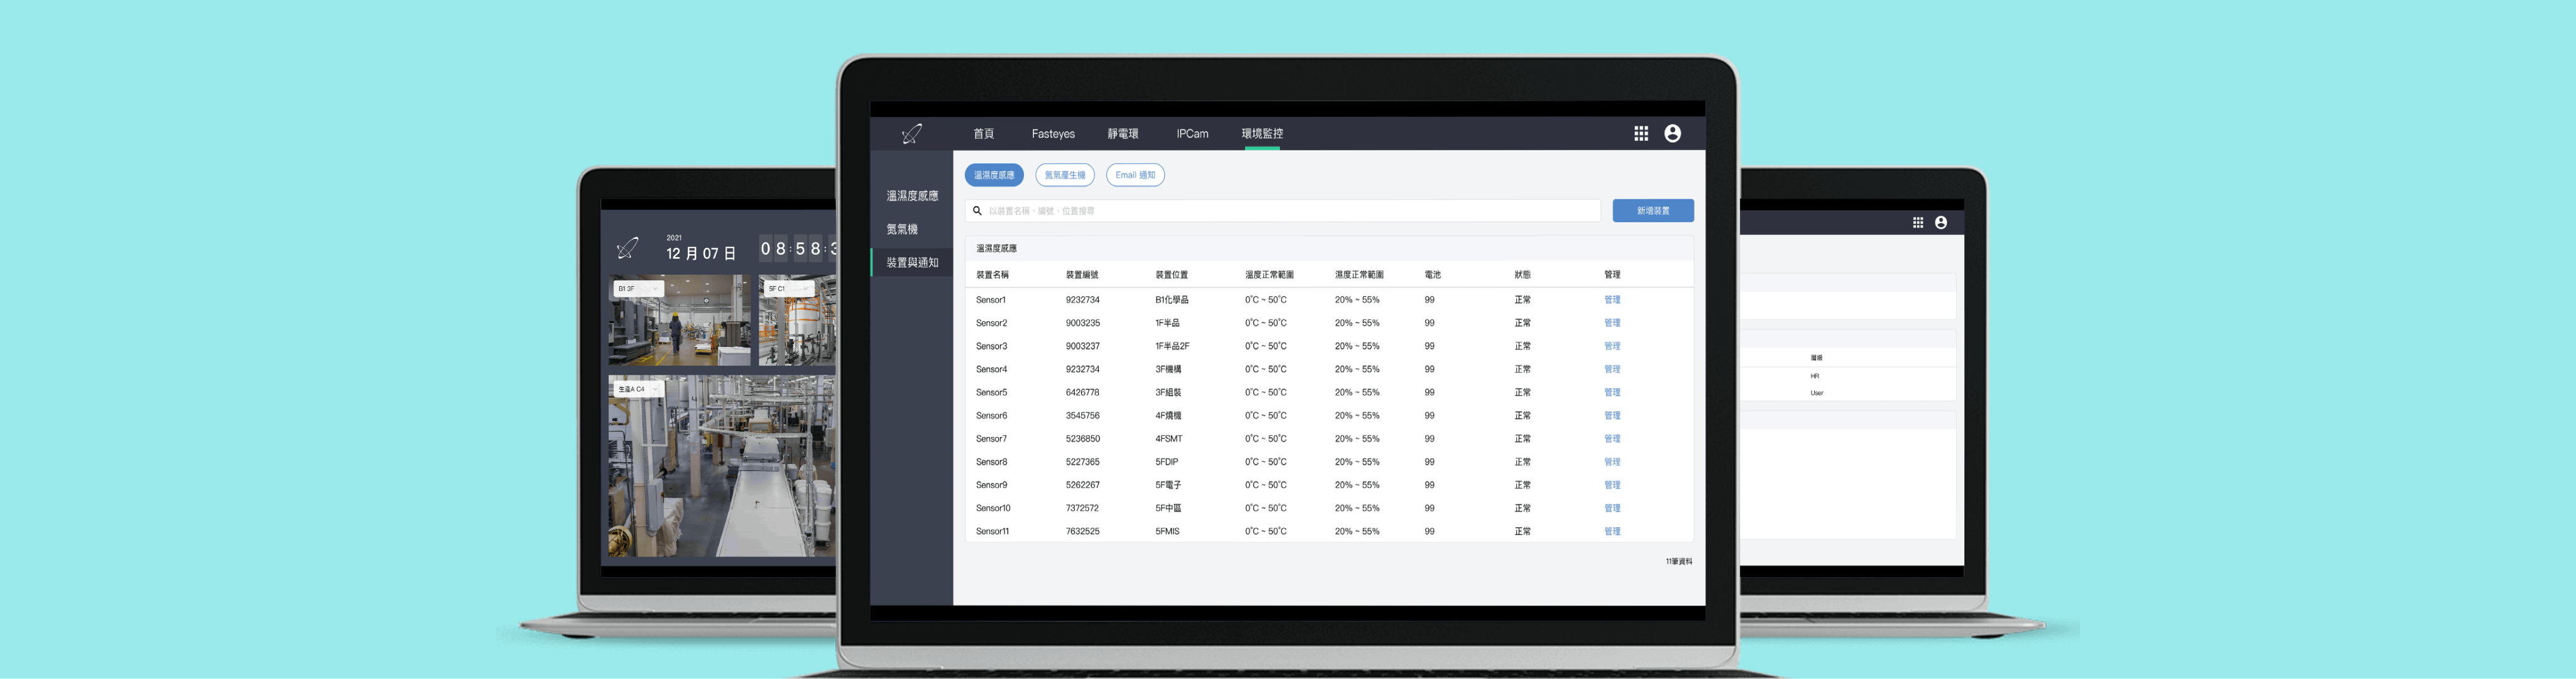 2021
12 月 07 日
08:58:3
B1 3F
5F C1
生產A C4
首頁 Fasteyes 靜電環 IPCam 環境監控
溫濕度感應
氮氣機
裝置與通知
溫濕度感應 氮氣產生機 Email 通知
以裝置名稱、編號、位置搜尋 新增裝置
溫濕度感應
裝置名稱 裝置編號 裝置位置 溫度正常範圍 濕度正常範圍 電池 狀態 管理
Sensor1 9232734 B1化學品 0°C ~ 50°C 20% ~ 55% 99 正常 管理
Sensor2 9003235 1F半品 0°C ~ 50°C 20% ~ 55% 99 正常 管理
Sensor3 9003237 1F半品2F 0°C ~ 50°C 20% ~ 55% 99 正常 管理
Sensor4 9232734 3F機構 0°C ~ 50°C 20% ~ 55% 99 正常 管理
Sensor5 6426778 3F組裝 0°C ~ 50°C 20% ~ 55% 99 正常 管理
Sensor6 3545756 4F燒機 0°C ~ 50°C 20% ~ 55% 99 正常 管理
Sensor7 5236850 4FSMT 0°C ~ 50°C 20% ~ 55% 99 正常 管理
Sensor8 5227365 5FDIP 0°C ~ 50°C 20% ~ 55% 99 正常 管理
Sensor9 5262267 5F電子 0°C ~ 50°C 20% ~ 55% 99 正常 管理
Sensor10 7372572 5F中區 0°C ~ 50°C 20% ~ 55% 99 正常 管理
Sensor11 7632525 5FMIS 0°C ~ 50°C 20% ~ 55% 99 正常 管理
11筆資料
層級
HR
User